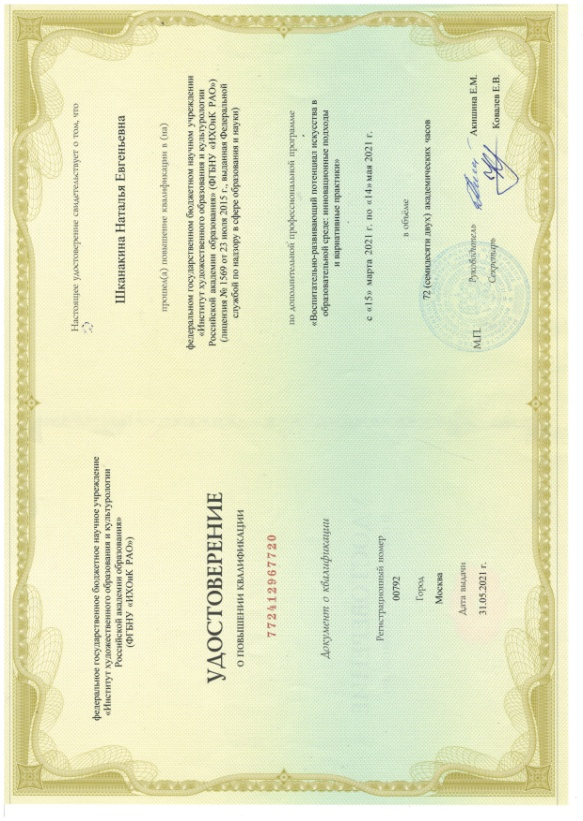 федеральное государственное бюджетное научное учреждение
«Институт художественного образования и культурологии
Российской академии образования»
(ФГБНУ «ИХОиК РАО»)
УДОСТОВЕРЕНИЕ
О ПОВЫШЕНИИ КВАЛИФИКАЦИИ
772412967720
Документ о квалификации
Регистрационный номер
00792
Город
Москва
Дата выдачи
31.05.2021 г.
Настоящее удостоверение свидетельствует о том, что
Шканакина Наталья Евгеньевна
прошел(а) повышение квалификации в (на)
федеральном государственном бюджетном научном учреждении
«Институт художественного образования и культурологии
Российской академии образования» (ФГБНУ «ИХОиК РАО»)
(лицензия № 1569 от 23 июля 2015 г., выданная Федеральной
службой по надзору в сфере образования и науки)
по дополнительной профессиональной программе
«Воспитательно-развивающий потенциал искусства в
образовательной среде: инновационные подходы
и вариативные практики»
с «15» марта 2021 г. по «14» мая 2021 г.
в объёме
72 (семидесяти двух) академических часов
Руководитель Акишина Е.М.
М.П. Секретарь Ковалев Е.В.